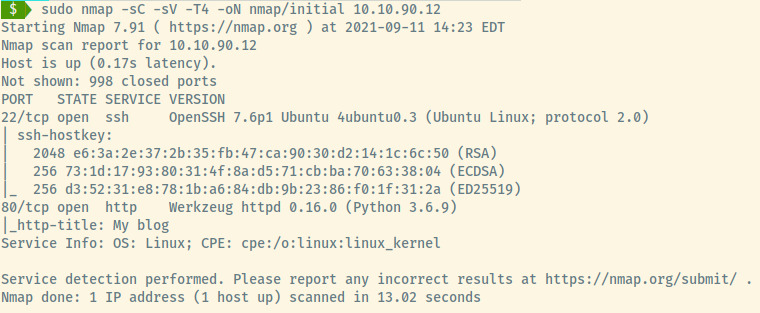 $ sudo nmap -sC -sV -T4 -oN nmap/initial 10.10.90.12
Starting Nmap 7.91 ( https://nmap.org ) at 2021-09-11 14:23 EDT
Nmap scan report for 10.10.90.12
Host is up (0.17s latency).
Not shown: 998 closed ports
PORT   STATE SERVICE VERSION
22/tcp open  ssh     OpenSSH 7.6p1 Ubuntu 4ubuntu0.3 (Ubuntu Linux; protocol 2.0)
| ssh-hostkey:
|   2048 e6:3a:2e:37:2b:35:fb:47:ca:90:30:d2:14:1c:6c:50 (RSA)
|   256 73:1d:17:93:80:31:4f:8a:d5:71:cb:ba:70:63:38:04 (ECDSA)
|_  256 d3:52:31:e8:78:1b:a6:84:db:9b:23:86:f0:1f:31:2a (ED25519)
80/tcp open  http    Werkzeug httpd 0.16.0 (Python 3.6.9)
|_http-title: My blog
Service Info: OS: Linux; CPE: cpe:/o:linux:linux_kernel
Service detection performed. Please report any incorrect results at https://nmap.org/submit/ .
Nmap done: 1 IP address (1 host up) scanned in 13.02 seconds